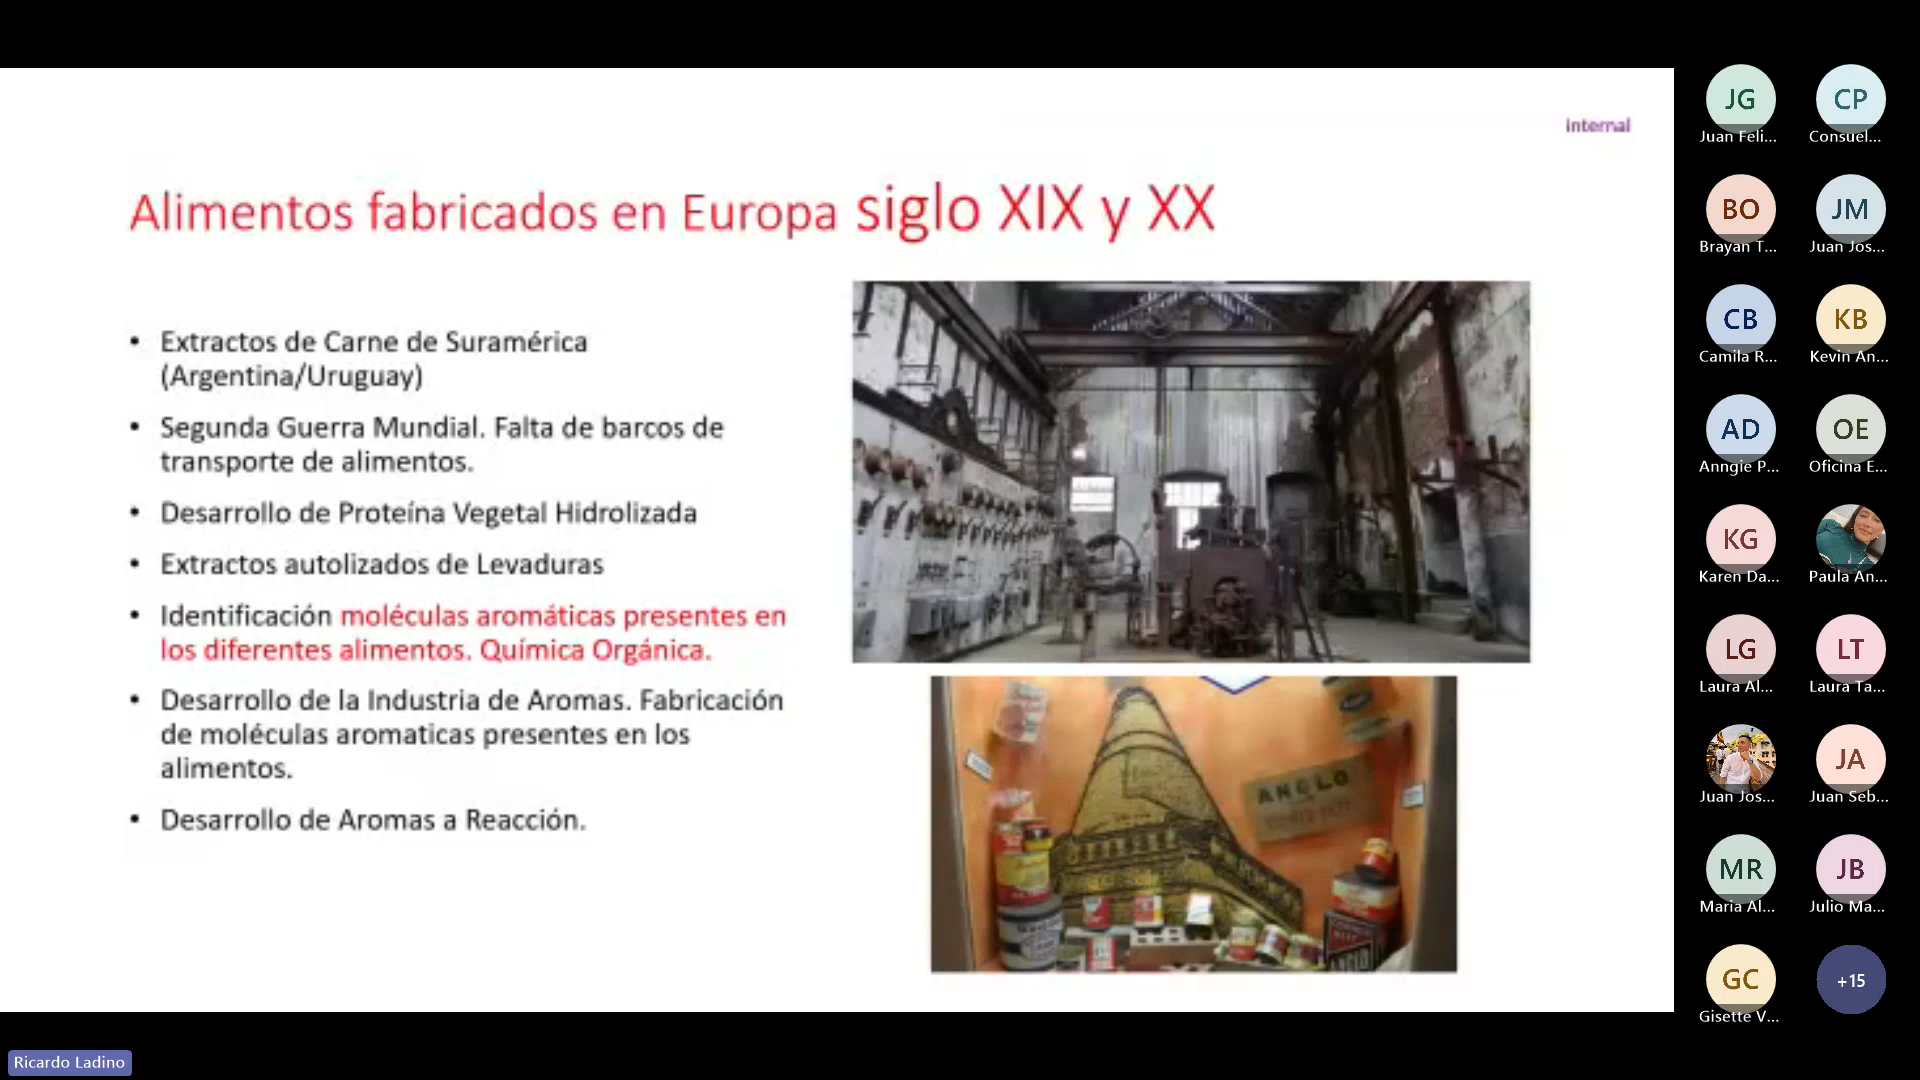 internal
Alimentos fabricados en Europa siglo XIX y XX
• Extractos de Carne de Suramérica
(Argentina/Uruguay)
• Segunda Guerra Mundial. Falta de barcos de
transporte de alimentos.
• Desarrollo de Proteína Vegetal Hidrolizada
• Extractos autolizados de Levaduras
• Identificación moléculas aromáticas presentes en
los diferentes alimentos. Química Orgánica.
• Desarrollo de la Industria de Aromas. Fabricación
de moléculas aromaticas presentes en los
alimentos.
• Desarrollo de Aromas a Reacción.
ANGLO
ANGLO
JG
Juan Feli...
CP
Consuel...
BO
Brayan T...
JM
Juan Jos...
CB
Camila R...
KB
Kevin An...
AD
Anngie P...
OE
Oficina E...
KG
Karen Da...
Paula An...
LG
Laura Al...
LT
Laura Ta...
Juan Jos...
JA
Juan Seb...
MR
Maria Al...
JB
Julio Ma...
GC
Gisette V...
+15
Ricardo Ladino